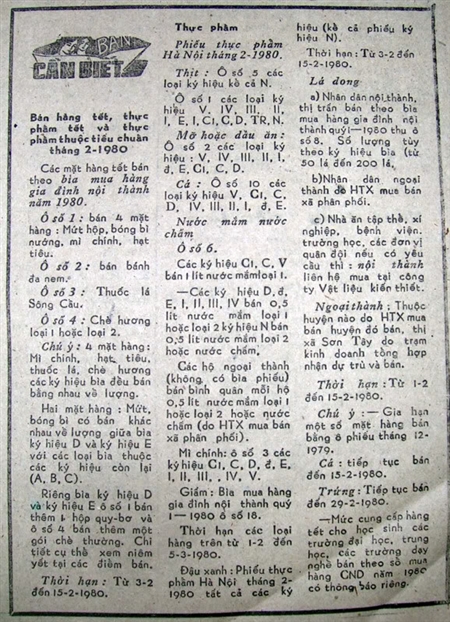 BẠN
CẦN BIẾT
Bán hàng tết, thực
phẩm tết và thực
phẩm thuộc tiêu chuẩn
tháng 2-1980
Các mặt hàng tết bán
theo bìa mua hàng
gia đình nội thành
năm 1980.
Ô số 1: bán 4 mặt
hàng: Mứt hộp, bóng bì
nướng, mì chính, hạt
tiêu.
Ô số 2: bán bánh
đa nem.
Ô số 3: Thuốc lá
Sông Cầu.
Ô số 4: Chè hương
loại 1 hoặc loại 2.
Chú ý: 4 mặt hàng:
Mì chính, hạt tiêu,
thuốc lá, chè hương
các ký hiệu bìa đều bán
bằng nhau về lượng.
Hai mặt hàng: Mứt,
bóng bì có bán khác
nhau về lượng giữa bìa
ký hiệu D và ký hiệu E
với các loại bìa thuộc
các ký hiệu còn lại
(A, B, C).
Riêng bìa ký hiệu D
và ký hiệu E ô số 1 bán
thêm 1 hộp quy-bơ và
ô số 4 bán thêm một
gói chè thường. Chi
tiết cụ thể xem niêm
yết tại các điểm bán.
Thời hạn: Từ 3-2
đến 15-2-1980.
Thực phẩm
Phiếu thực phẩm
Hà Nội tháng 2-1980.
Thịt: Ô số 5 các
loại ký hiệu kể cả N.
Ô số 1 các loại ký
hiệu V, IV, III, II,
I, E, I, C1, C, D, TR, N.
Mỡ hoặc dầu ăn:
Ô số 2 các loại ký
hiệu: V, IV, III, II, I,
đ, E, C1, C, D.
Cá: Ô số 10 các
loại ký hiệu V, C1, C,
D, IV, III, II, I, đ, E.
Nước mắm nước
chấm
Ô số 6.
Các ký hiệu C1, C, V
bán 1 lít nước mắm loại 1.
—Các ký hiệu D, đ,
E, I, II, III, IV bán 0,5
lít nước mắm loại 1
hoặc loại 2 ký hiệu N bán
0,5 lít nước mắm loại 2
hoặc nước chấm,
Các hộ ngoại thành
(không có bìa phiếu)
bán bình quân mỗi hộ
0,5 lít nước mắm loại 1
hoặc loại 2 hoặc nước
chấm (do HTX mua bán
xã phân phối).
Mì chính: ô số 3 các
ký hiệu C1, C, D, đ, E,
I, II, III, , IV, V.
Giấm: Bìa mua hàng
gia đình nội thành quý
1—1980 ô số 18.
Thời hạn các loại
hàng trên từ 1-2 đến
5-3-1980.
Đậu xanh: Phiếu thực
phẩm Hà Nội tháng 2-
1980 tất cả các ký
hiệu (kể cả phiếu ký
hiệu N).
Thời hạn: Từ 3-2 đến
15-2-1980.
Lá dong
a) Nhân dân nội thành,
thị trấn bán theo bìa
mua hàng gia đình nội
thành quý I—1980 thu ô
số 8. Số lượng tùy
theo ký hiệu bìa (từ
50 lá đến 200 lá.
b) Nhân dân ngoại
thành do HTX mua bán
xã phân phối.
c) Nhà ăn tập thể, xí
nghiệp, bệnh viện,
trường học, các đơn vị
quân đội nếu có yêu
cầu thì: nội thành
liên hệ mua tại công
ty Vật liệu kiến thiết.
Ngoại thành: Thuộc
huyện nào do HTX mua
bán huyện đó bán, thị
xã Sơn Tây do trạm
kinh doanh tổng hợp
nhận dự trù và bán.
Thời hạn: Từ 1-2
đến 15-2-1980.
Chú ý: — Gia hạn
một số mặt hàng bán
bằng ô phiếu tháng 12-
1979.
Cá: tiếp tục bán
đến 15-2-1980.
Trứng: Tiếp tục bán
đến 29-2-1980.
—Mức cung cấp hàng
tết cho học sinh các
trường đại học, trung
học, các trường dạy
nghề bán theo sổ mua
hàng CND năm 1980
có thông báo riêng.